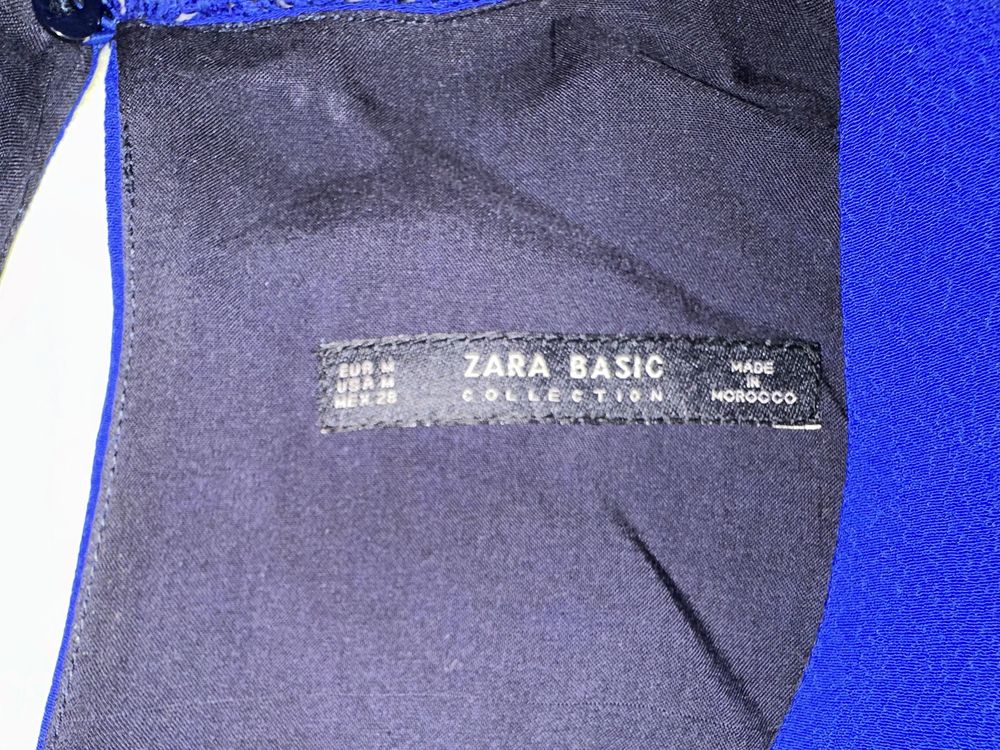 EUR M
USA M
MEX 28
ZARA BASIC
COLLECTION
MADE
IN
MOROCCO